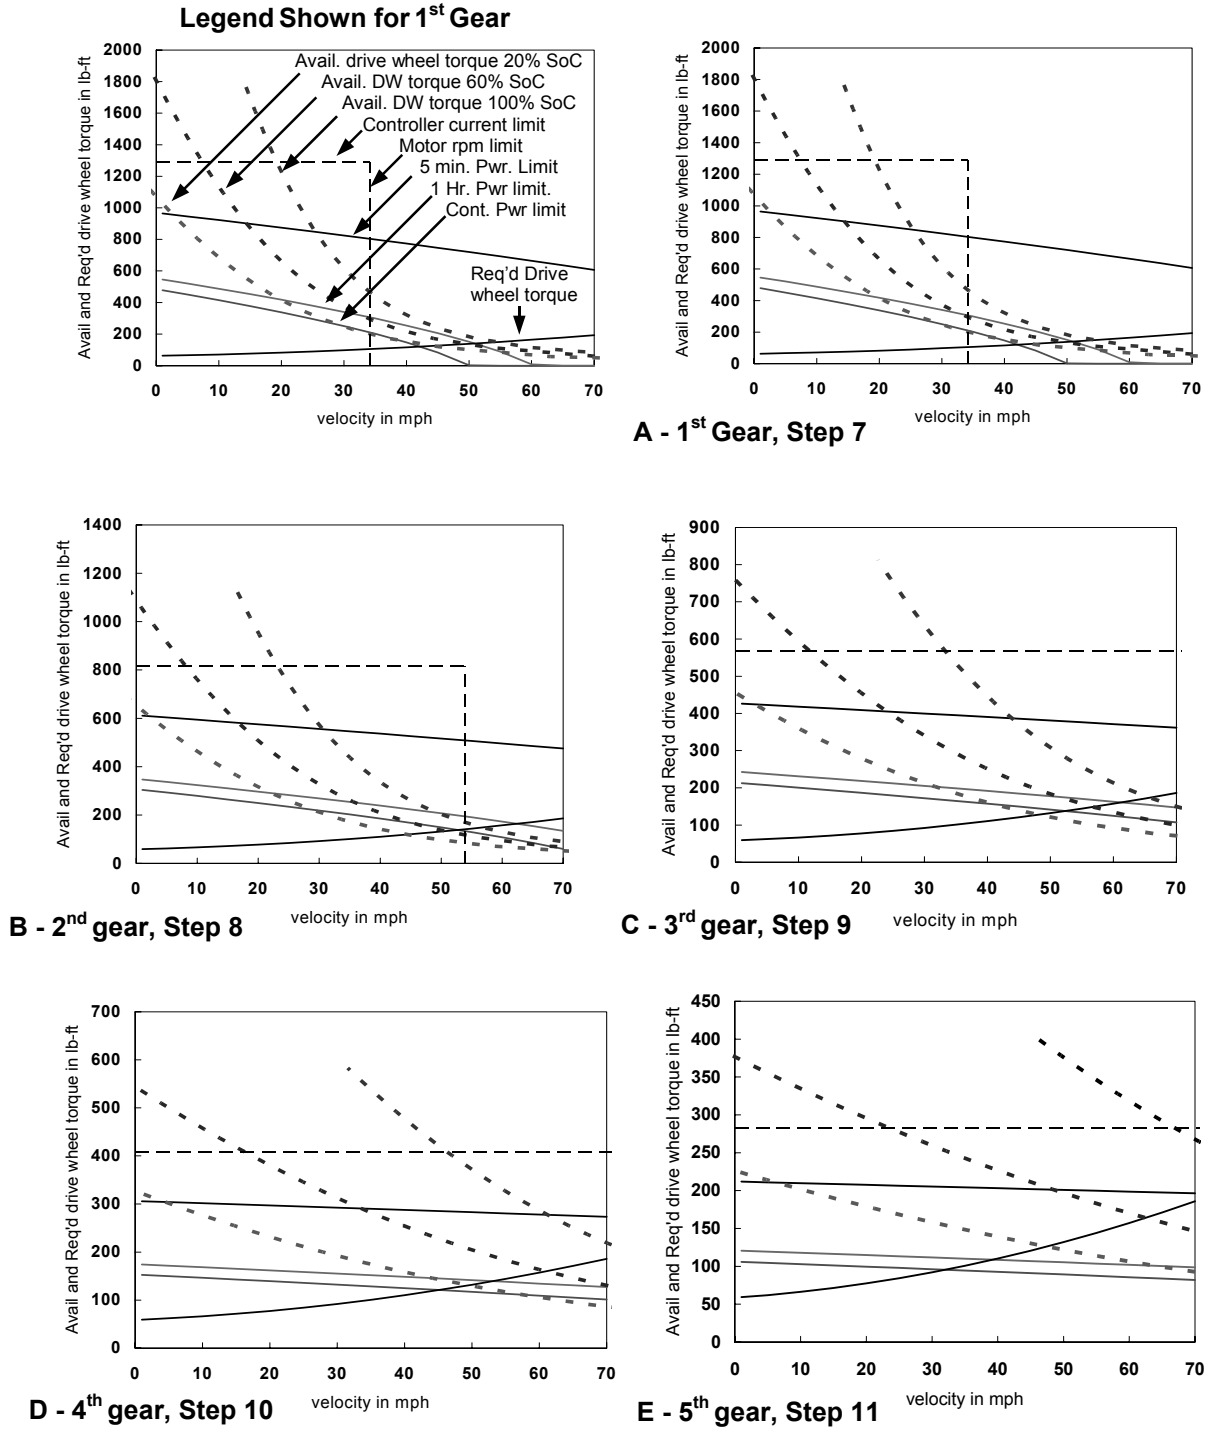 Legend Shown for 1st Gear
Avail and Req'd drive wheel torque in lb-ft
2000
1800
1600
1400
1200
1000
800
600
400
200
0
Avail. drive wheel torque 20% SoC
Avail. DW torque 60% SoC
Avail. DW torque 100% SoC
Controller current limit
Motor rpm limit
5 min. Pwr. Limit
1 Hr. Pwr limit.
Cont. Pwr limit
Req'd Drive
wheel torque
0 10 20 30 40 50 60 70
velocity in mph
Avail and Req'd drive wheel torque in lb-ft
2000
1800
1600
1400
1200
1000
800
600
400
200
0
0 10 20 30 40 50 60 70
velocity in mph
A - 1st Gear, Step 7
Avail and Req'd drive wheel torque in lb-ft
1400
1200
1000
800
600
400
200
0
0 10 20 30 40 50 60 70
velocity in mph
B - 2nd gear, Step 8
Avail and Req'd drive wheel torque in lb-ft
900
800
700
600
500
400
300
200
100
0
0 10 20 30 40 50 60 70
velocity in mph
C - 3rd gear, Step 9
Avail and Req'd drive wheel torque in lb-ft
700
600
500
400
300
200
100
0
0 10 20 30 40 50 60 70
velocity in mph
D - 4th gear, Step 10
Avail and Req'd drive wheel torque in lb-ft
450
400
350
300
250
200
150
100
50
0
0 10 20 30 40 50 60 70
velocity in mph
E - 5th gear, Step 11